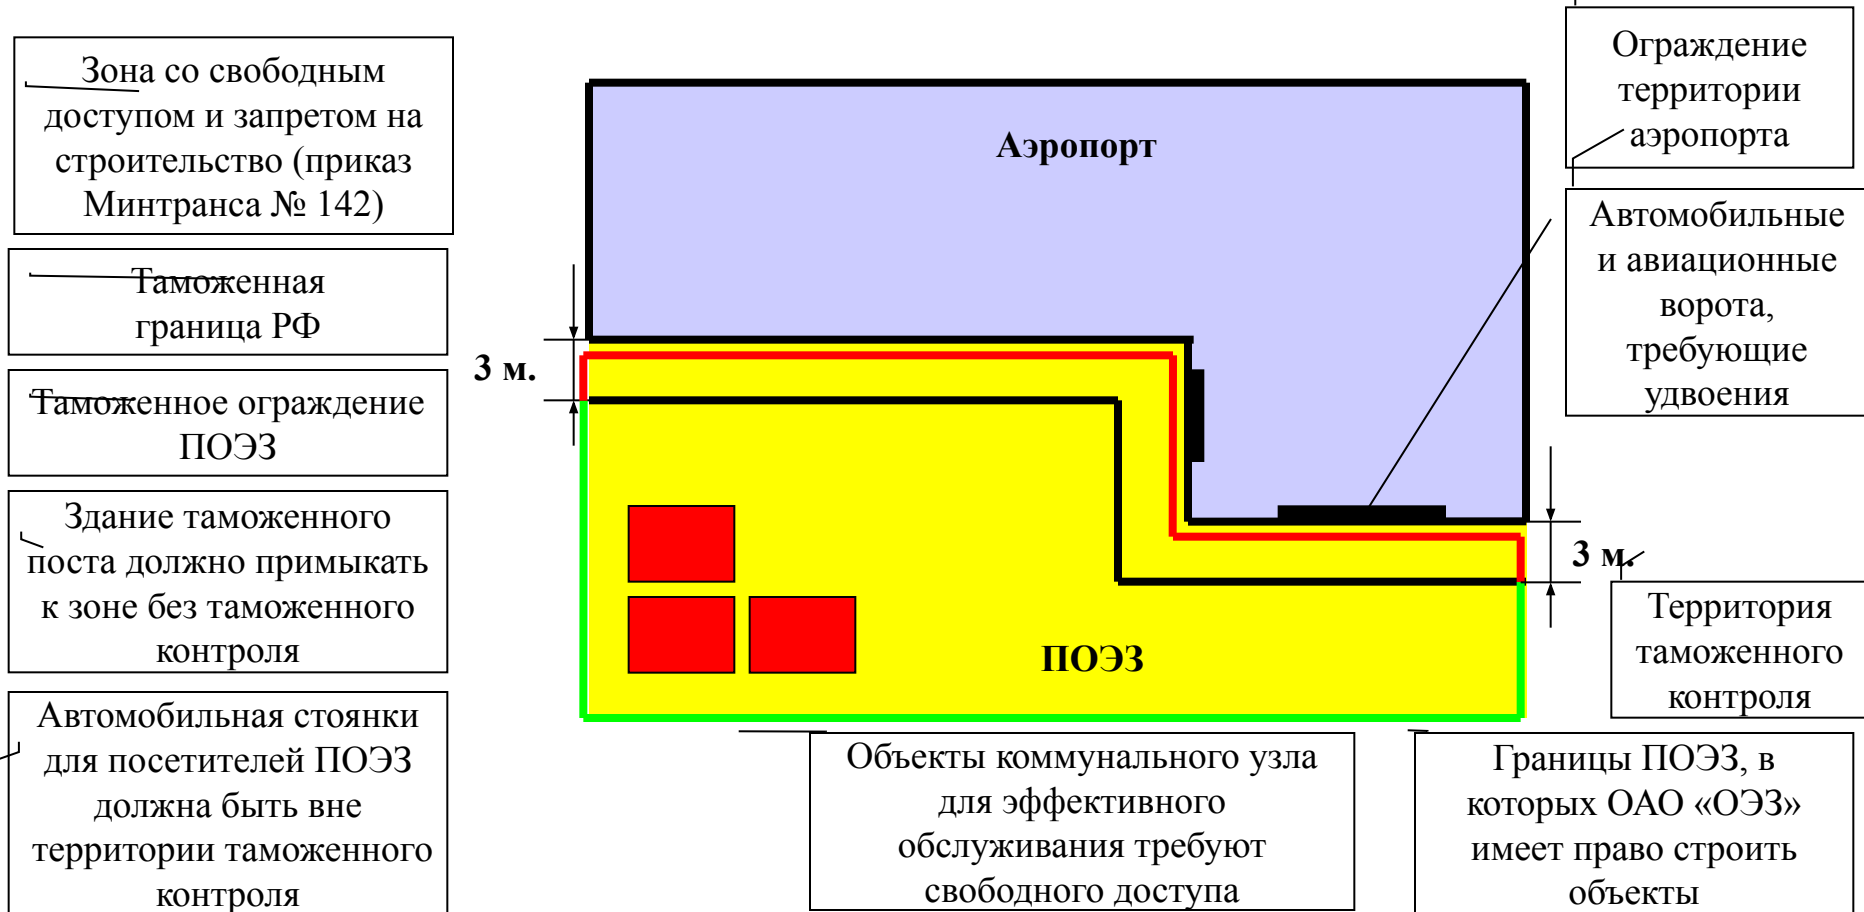 Зона со свободным
доступом и запретом на
строительство (приказ
Минтранса № 142)
Таможенная
граница РФ
Таможенное ограждение
ПОЭЗ
Здание таможенного
поста должно примыкать
к зоне без таможенного
контроля
Автомобильная стоянки
для посетителей ПОЭЗ
должна быть вне
территории таможенного
контроля
Аэропорт
3 м.
3 м.
ПОЭЗ
Объекты коммунального узла
для эффективного
обслуживания требуют
свободного доступа
Ограждение
территории
аэропорта
Автомобильные
и авиационные
ворота,
требующие
удвоения
Территория
таможенного
контроля
Границы ПОЭЗ, в
которых ОАО «ОЭЗ»
имеет право строить
объекты